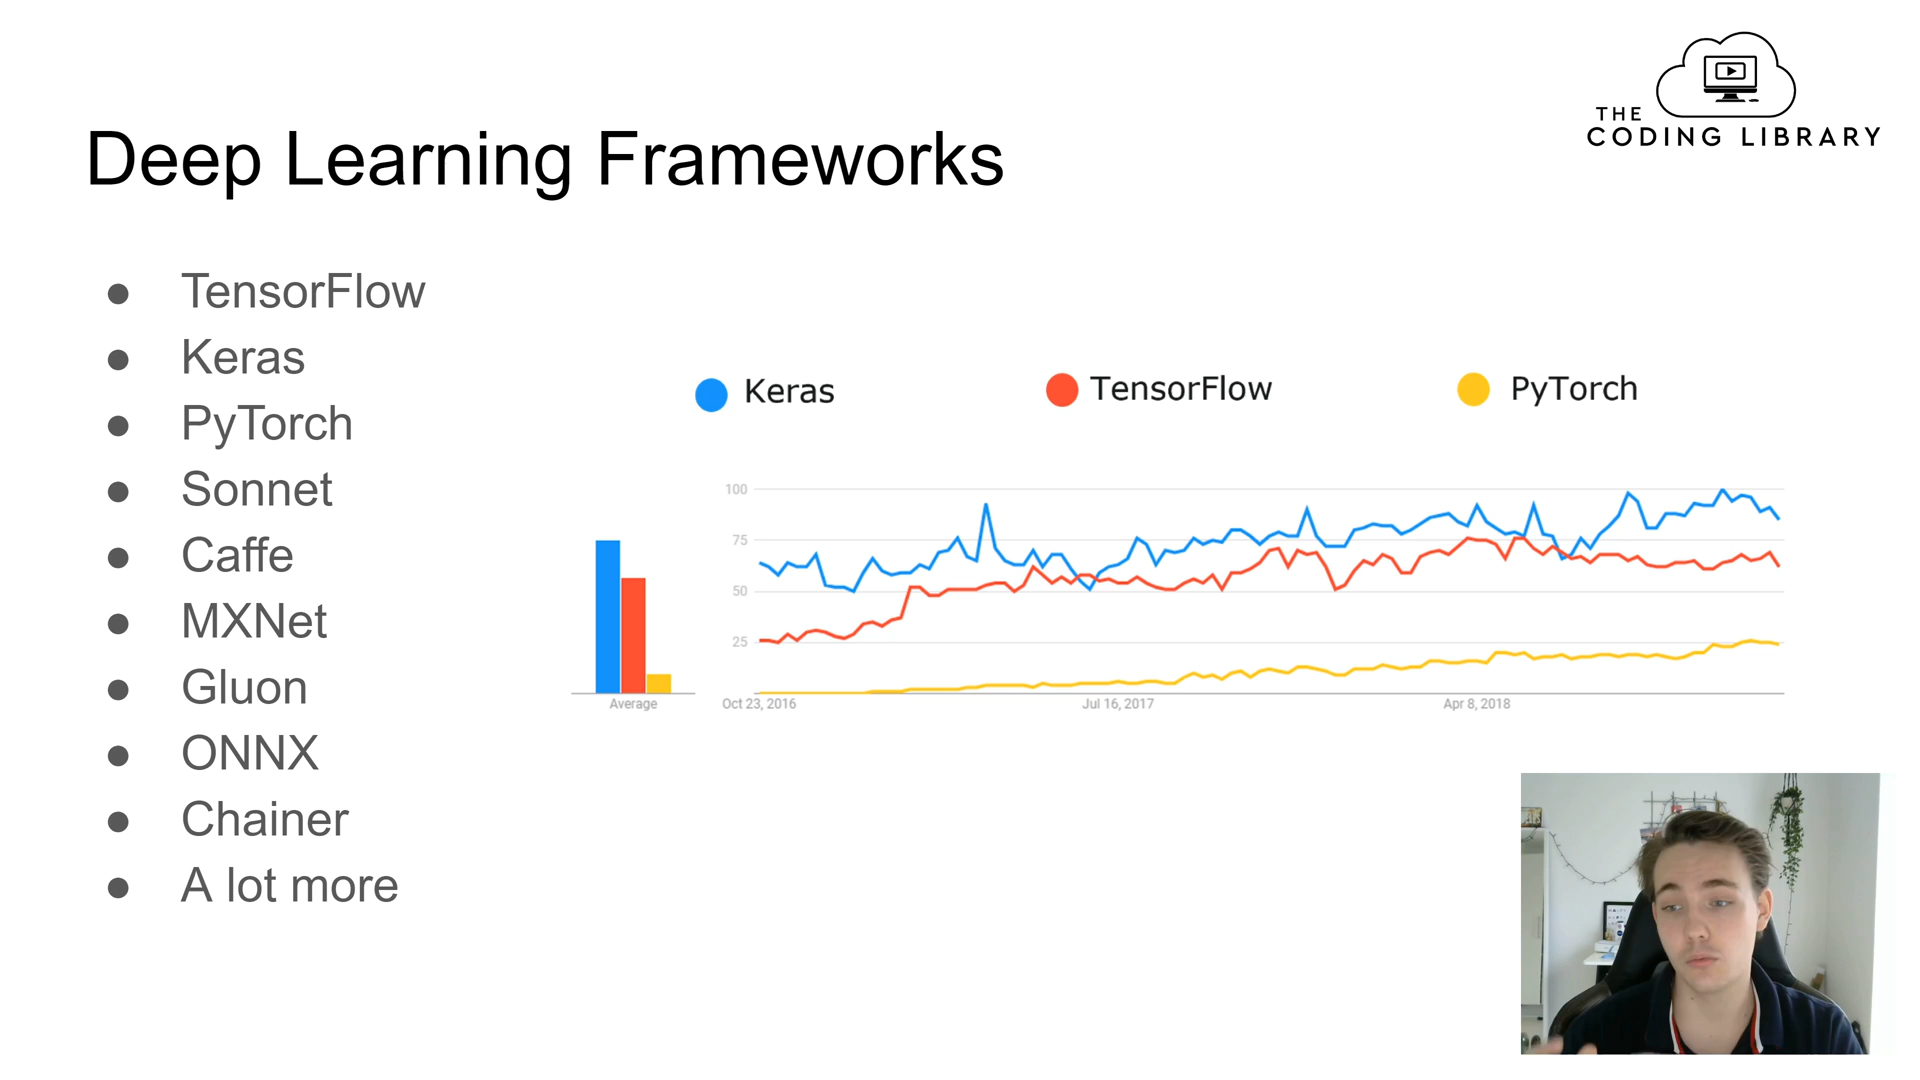 THE
CODING LIBRARY
Deep Learning Frameworks
● TensorFlow
● Keras
● PyTorch
● Sonnet
● Caffe
● MXNet
● Gluon
● ONNX
● Chainer
● A lot more
Keras TensorFlow PyTorch
100
75
50
25
Average Oct 23, 2016 Jul 16, 2017 Apr 8, 2018